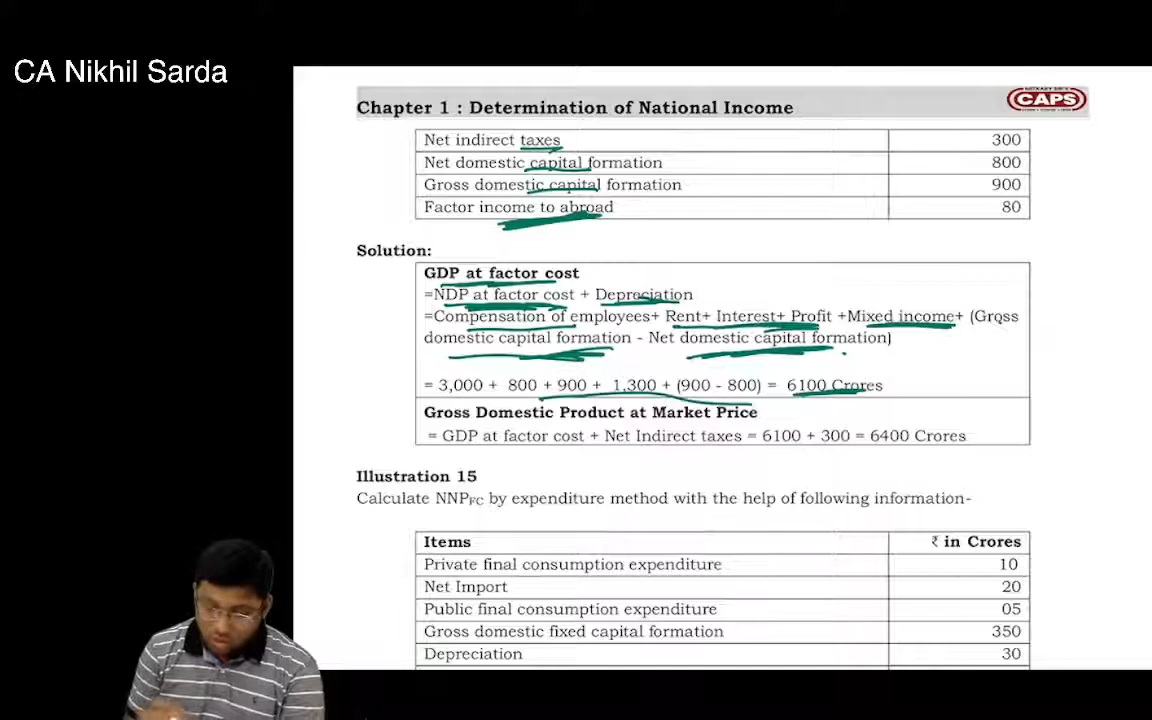 CA Nikhil Sarda
Chapter 1 : Determination of National Income
CAPS
Net indirect taxes 300
Net domestic capital formation 800
Gross domestic capital formation 900
Factor income to abroad 80
Solution:
GDP at factor cost
=NDP at factor cost + Depreciation
=Compensation of employees+ Rent+ Interest+ Profit +Mixed income+ (Gross
domestic capital formation - Net domestic capital formation)
= 3,000 + 800 + 900 + 1,300 + (900 - 800) = 6100 Crores
Gross Domestic Product at Market Price
= GDP at factor cost + Net Indirect taxes = 6100 + 300 = 6400 Crores
Illustration 15
Calculate NNPFC by expenditure method with the help of following information-
Items ₹ in Crores
Private final consumption expenditure 10
Net Import 20
Public final consumption expenditure 05
Gross domestic fixed capital formation 350
Depreciation 30